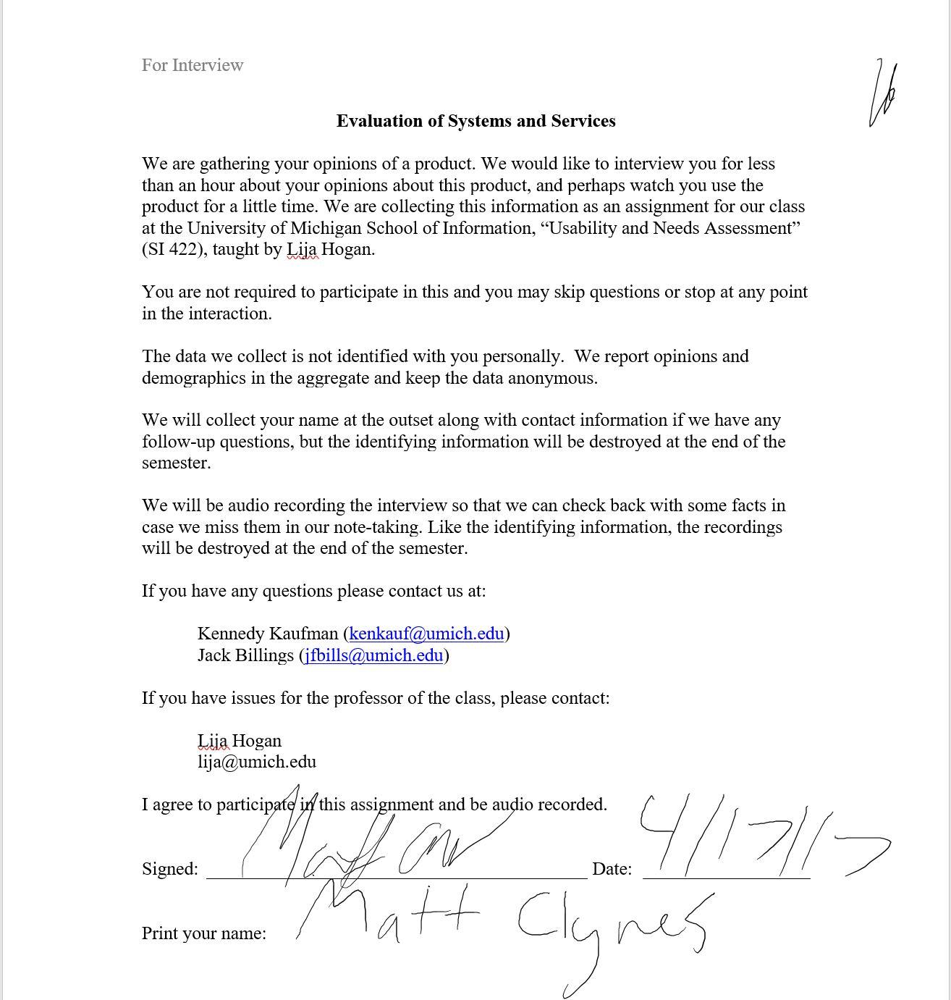 For Interview
Evaluation of Systems and Services
We are gathering your opinions of a product. We would like to interview you for less
than an hour about your opinions about this product, and perhaps watch you use the
product for a little time. We are collecting this information as an assignment for our class
at the University of Michigan School of Information, “Usability and Needs Assessment”
(SI 422), taught by Lija Hogan.
You are not required to participate in this and you may skip questions or stop at any point
in the interaction.
The data we collect is not identified with you personally.  We report opinions and
demographics in the aggregate and keep the data anonymous.
We will collect your name at the outset along with contact information if we have any
follow-up questions, but the identifying information will be destroyed at the end of the
semester.
We will be audio recording the interview so that we can check back with some facts in
case we miss them in our note-taking. Like the identifying information, the recordings
will be destroyed at the end of the semester.
If you have any questions please contact us at:
Kennedy Kaufman (kenkauf@umich.edu)
Jack Billings (jfbills@umich.edu)
If you have issues for the professor of the class, please contact:
Lija Hogan
lija@umich.edu
I agree to participate in this assignment and be audio recorded.
Signed: Date: 4/17/17
Print your name: Matt Clynes